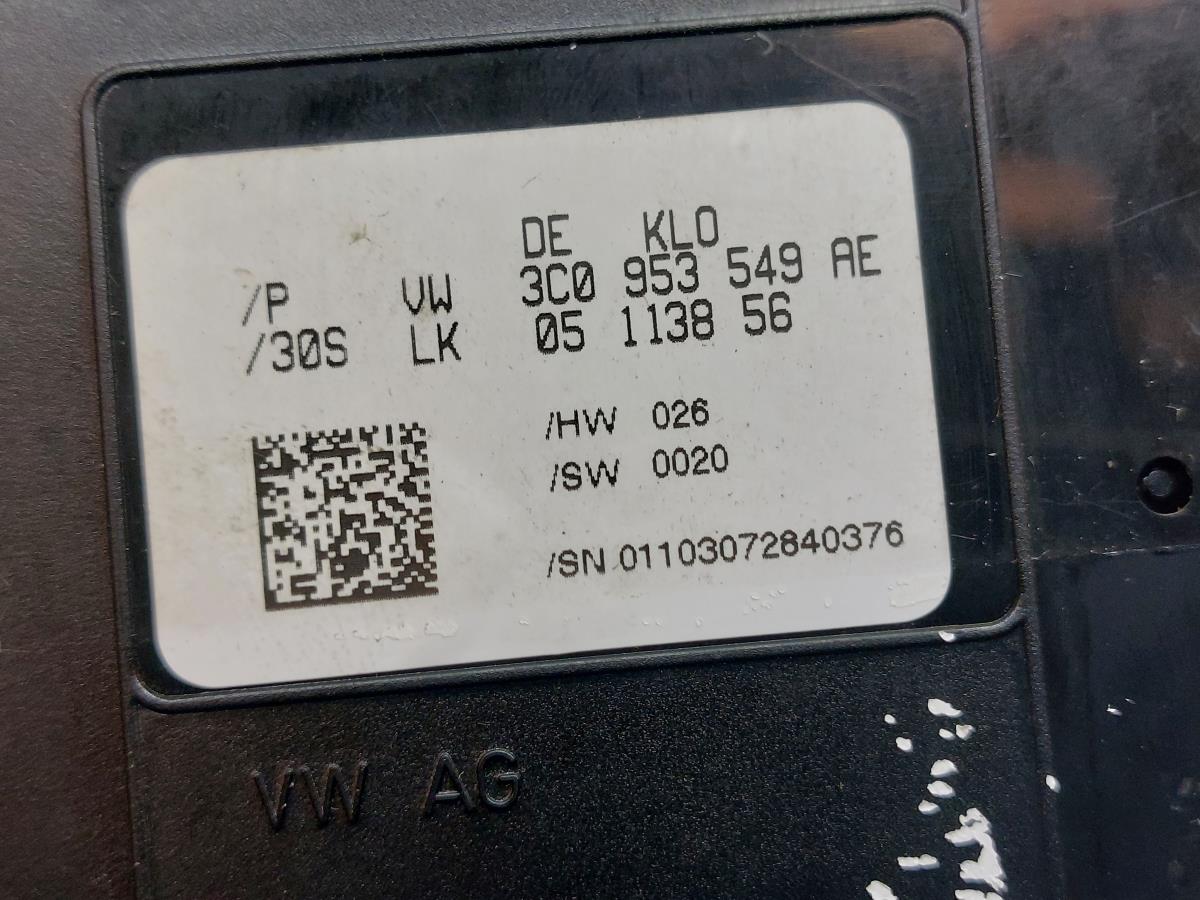 DE KLO
/P VW 3C0 953 549 AE
/30S LK 05 1138 56
/HW 026
/SW 0020
/SN 01103072840376
VW AG